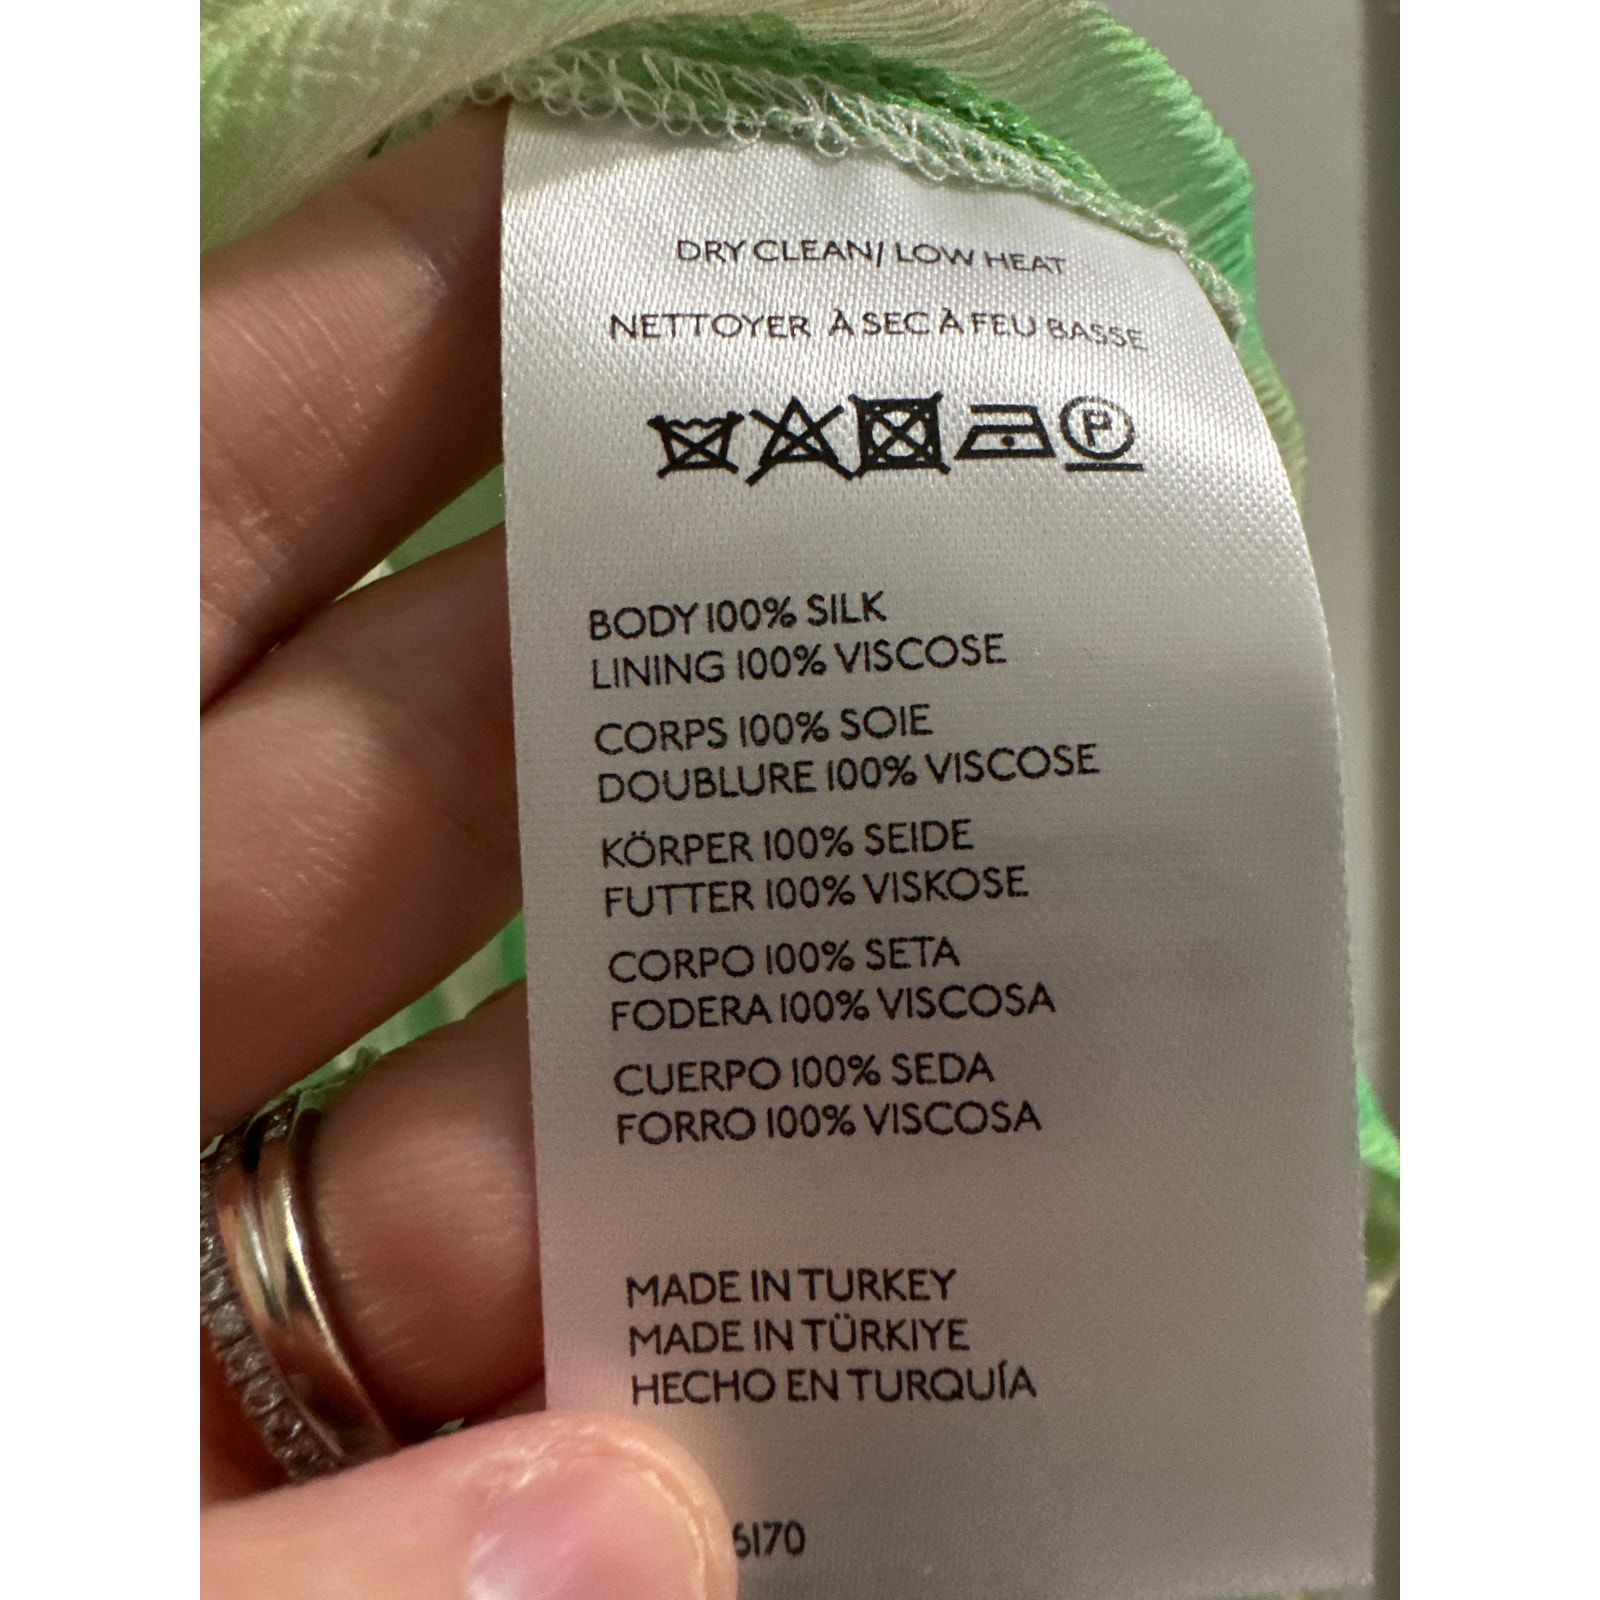 DRY CLEAN/ LOW HEAT
NETTOYER À SEC À FEU BASSE
P
BODY 100% SILK
LINING 100% VISCOSE
CORPS 100% SOIE
DOUBLURE 100% VISCOSE
KÖRPER 100% SEIDE
FUTTER 100% VISKOSE
CORPO 100% SETA
FODERA 100% VISCOSA
CUERPO 100% SEDA
FORRO 100% VISCOSA
MADE IN TURKEY
MADE IN TÜRKIYE
HECHO EN TURQUÍA
6170